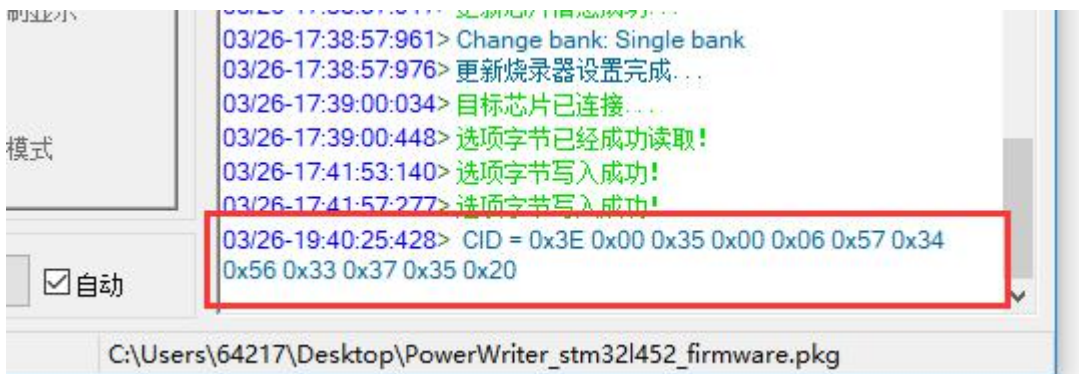 03/26-17:38:57:961> Change bank: Single bank
03/26-17:38:57:976> 更新烧录器设置完成...
03/26-17:39:00:034> 目标芯片已连接...
03/26-17:39:00:448> 选项字节已经成功读取!
模式
03/26-17:41:53:140> 选项字节写入成功!
03/26-17:41:57:277> 选项字节写入成功!
03/26-19:40:25:428> CID = 0x3E 0x00 0x35 0x00 0x06 0x57 0x34
0x56 0x33 0x37 0x35 0x20
自动
C:\Users\64217\Desktop\PowerWriter_stm32l452_firmware.pkg